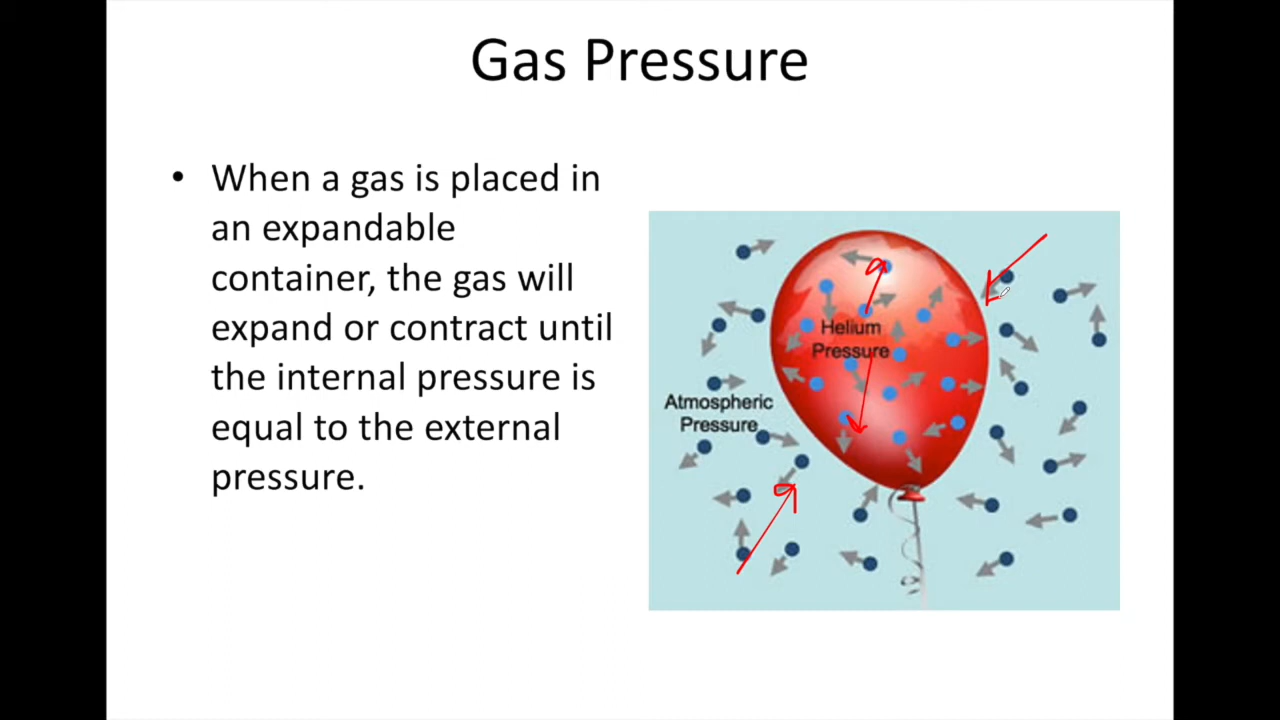 Gas Pressure
• When a gas is placed in
an expandable
container, the gas will
expand or contract until
the internal pressure is
equal to the external
pressure.
Helium
Pressure
Atmospheric
Pressure